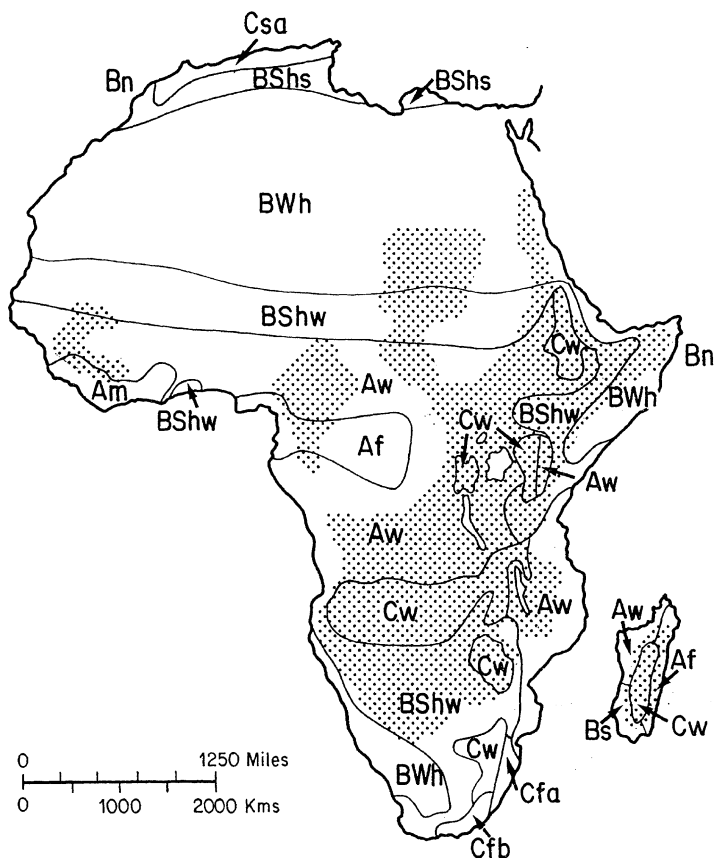 Csa
Bn
BShs
BShs
BWh
BShw
Cw
Bn
Am
Aw
BShw
BShw
BWh
Af
Cw
Aw
Aw
Cw
Aw
Aw
Cw
Af
BShw
Bs
Cw
Cw
0 1250 Miles
BWh
0 1000 2000 Kms
Cfa
Cfb